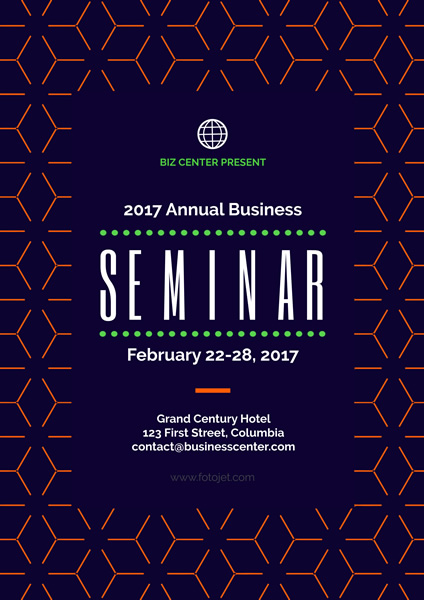 BIZ CENTER PRESENT
2017 Annual Business
SEMINAR
February 22-28, 2017
Grand Century Hotel
123 First Street, Columbia
contact@businesscenter.com
www.fotojet.com